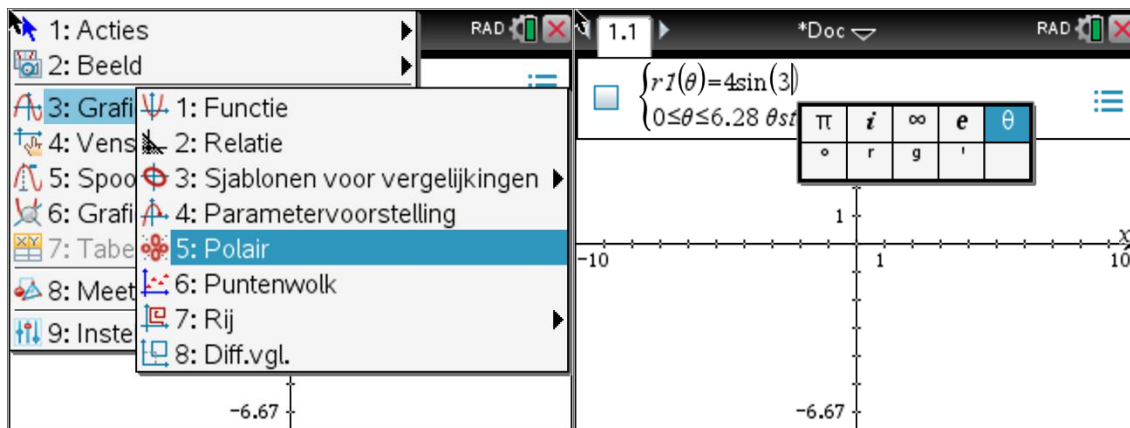 1: Acties
RAD
2: Beeld
3: Grafi
1: Functie
4: Vens
2: Relatie
5: Spoo
3: Sjablonen voor vergelijkingen
6: Grafi
4: Parametervoorstelling
7: Tabe
5: Polair
8: Meet
6: Puntenwolk
7: Rij
9: Inste
8: Diff.vgl.
-6.67
1.1 *Doc RAD
r1(θ)=4sin(3)
0≤θ≤6.28 θst
π i ∞ e θ
° r g '
1
x
-10 1 10
-6.67